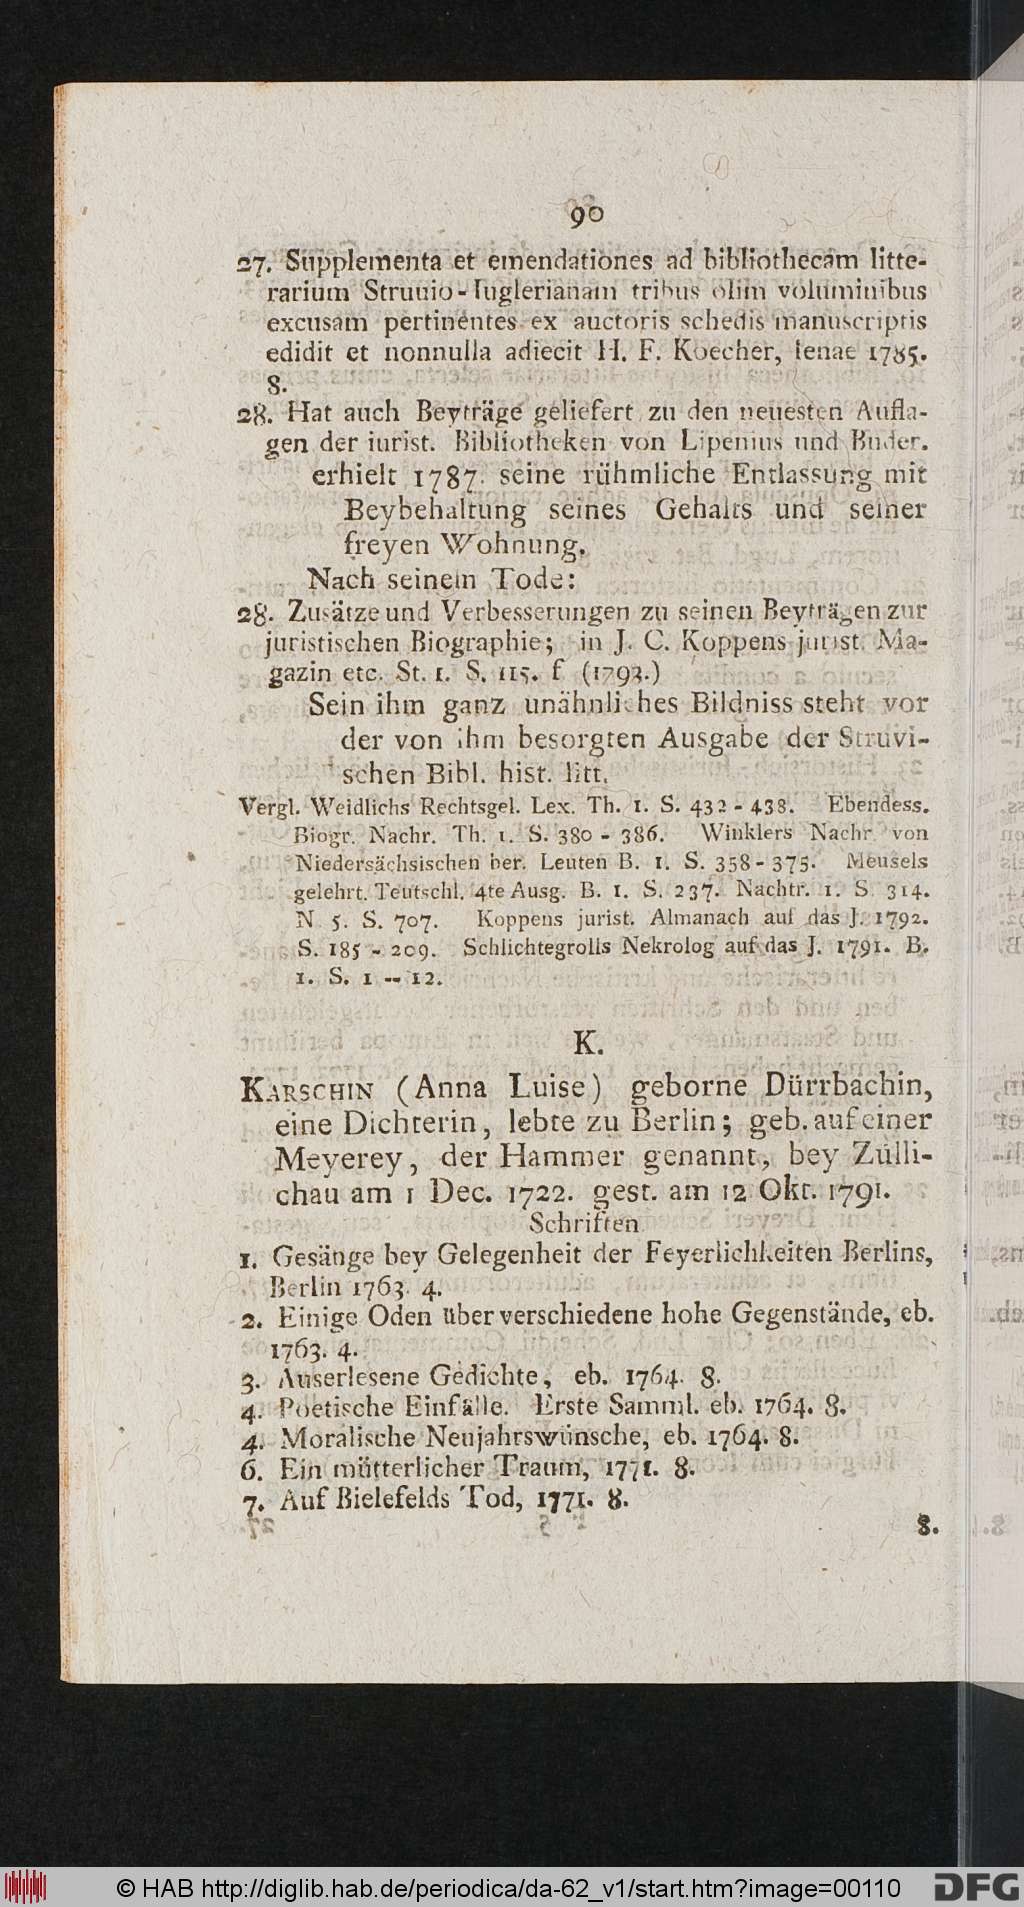 90
27. Supplementa et emendationes ad bibliothecam litte-
rarium Struuio-Iuglerianam tribus olim voluminibus
excusam pertinentes ex auctoris schedis manuscriptis
edidit et nonnulla adiecit H. F. Koecher, Ienae 1785.
8.
28. Hat auch Beyträge geliefert zu den neuesten Aufla-
gen der iurist. Bibliotheken von Lipenius und Buder.
erhielt 1787. seine rühmliche Entlassung mit
Beybehaltung seines Gehalts und seiner
freyen Wohnung.
Nach seinem Tode:
28. Zusätze und Verbesserungen zu seinen Beyträgen zur
juristischen Biographie; in J. C. Koppens jurist. Ma-
gazin etc. St. 1. S. 115. f (1793.)
Sein ihm ganz unähnliches Bildniss steht vor
der von ihm besorgten Ausgabe der Struvi-
schen Bibl. hist. litt.
Vergl. Weidlichs Rechtsgel. Lex. Th. 1. S. 432-438. Ebendess.
Biogr. Nachr. Th. 1. S. 380 - 386. Winklers Nachr. von
Niedersächsischen ber. Leuten B. 1. S. 358-375. Meusels
gelehrt. Teutschl. 4te Ausg. B. 1. S. 237. Nachtr. 1. S. 314.
N. 5. S. 707. Koppens jurist. Almanach auf das J. 1792.
S. 185 - 209. Schlichtegrolls Nekrolog auf das J. 1791. B.
1. S. 1 -- 12.
K.
KARSCHIN (Anna Luise) geborne Dürrbachin,
eine Dichterin, lebte zu Berlin; geb. auf einer
Meyerey, der Hammer genannt, bey Zülli-
chau am 1 Dec. 1722. gest. am 12 Okt. 1791.
Schriften
1. Gesänge bey Gelegenheit der Feyerlichkeiten Berlins,
Berlin 1763. 4.
2. Einige Oden über verschiedene hohe Gegenstände, eb.
1763. 4.
3. Auserlesene Gedichte, eb. 1764. 8.
4. Poetische Einfälle. Erste Samml. eb. 1764. 8.
4. Moralische Neujahrswünsche, eb. 1764. 8.
6. Ein mütterlicher Traum, 1771. 8.
7. Auf Bielefelds Tod, 1771. 8.
8.
© HAB http://diglib.hab.de/periodica/da-62_v1/start.htm?image=00110
DFG